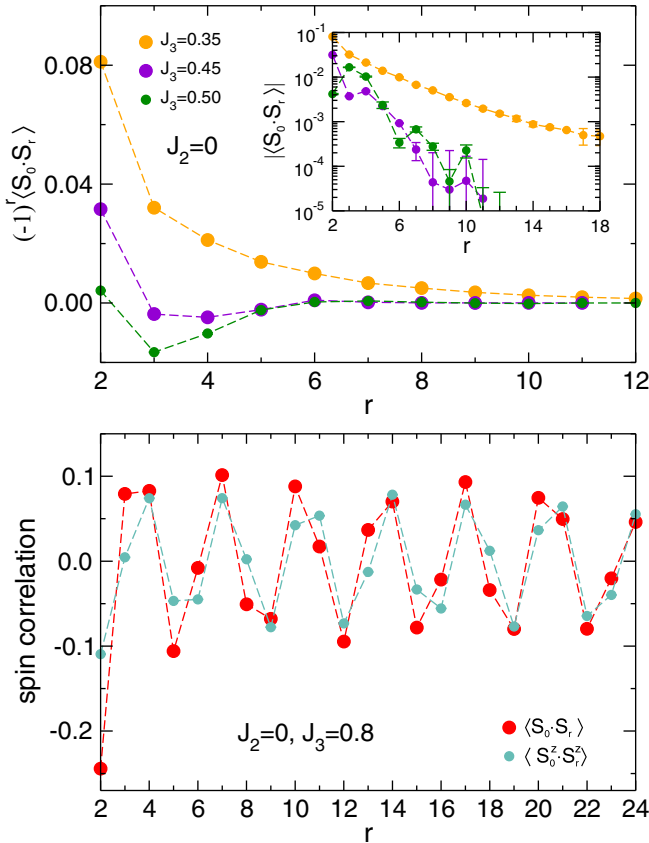 J₃=0.35
J₃=0.45
J₃=0.50
J₂=0
(-1)ʳ⟨S₀·Sᵣ⟩
0.08
0.04
0.00
2 4 6 8 10 12
r
|⟨S₀·Sᵣ⟩|
10⁻¹
10⁻²
10⁻³
10⁻⁴
10⁻⁵
2 6 10 14 18
r
spin correlation
0.1
0.0
-0.1
-0.2
J₂=0, J₃=0.8
⟨S₀·Sᵣ⟩
⟨S₀ᶻ·Sᵣᶻ⟩
2 4 6 8 10 12 14 16 18 20 22 24
r